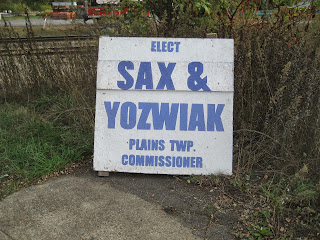 ELECT
SAX &
YOZWIAK
PLAINS TWP.
COMMISSIONER